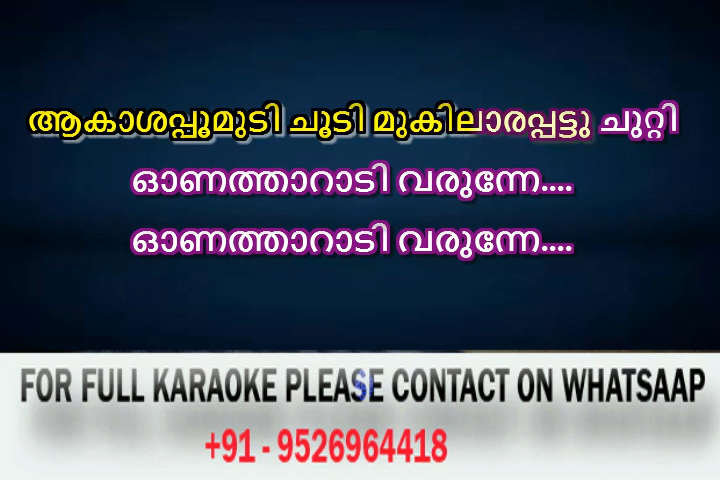 ആകാശപ്പൂമുടി ചൂടി മുകിലാരപ്പട്ടു ചുറ്റി
ഓണത്താറാടി വരുന്നേ....
ഓണത്താറാടി വരുന്നേ....
FOR FULL KARAOKE PLEASE CONTACT ON WHATSAAP
+91 - 9526964418